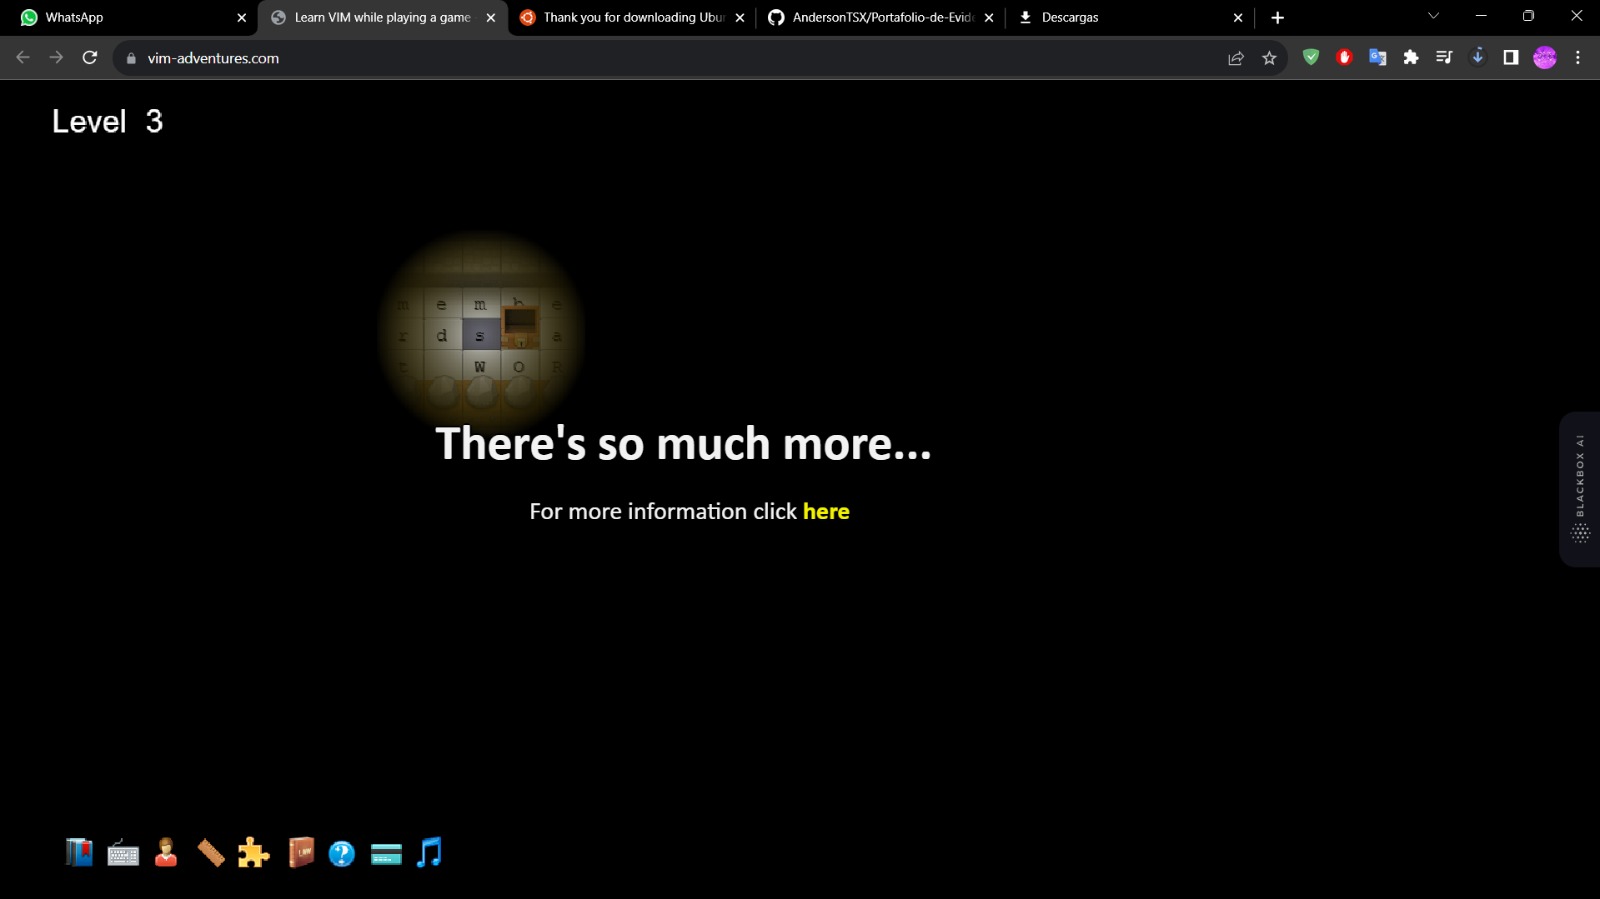 WhatsApp
Learn VIM while playing a game
Thank you for downloading Ubu
AndersonTSX/Portafolio-de-Evid
Descargas
vim-adventures.com
Level 3
m e m b e
r d s a
t W O R
There's so much more...
For more information click here
BLACKBOX AI
LAW